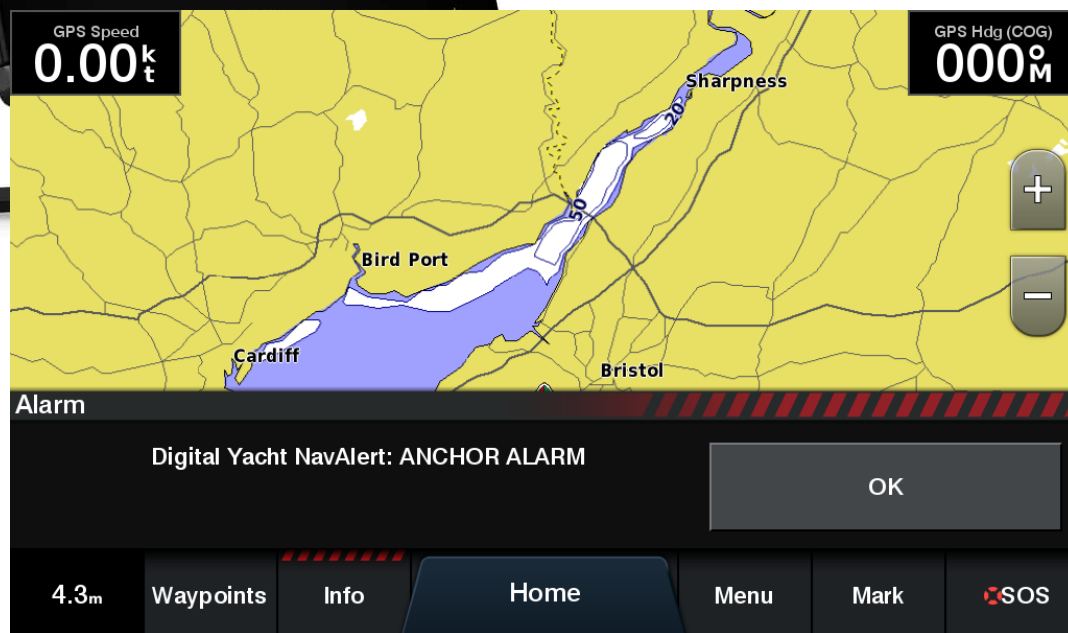 GPS Speed
0.00kt
GPS Hdg (COG)
000°M
Sharpness
20
+
50
Bird Port
−
Cardiff
Bristol
Alarm
Digital Yacht NavAlert: ANCHOR ALARM
OK
4.3m
Waypoints
Info
Home
Menu
Mark
SOS